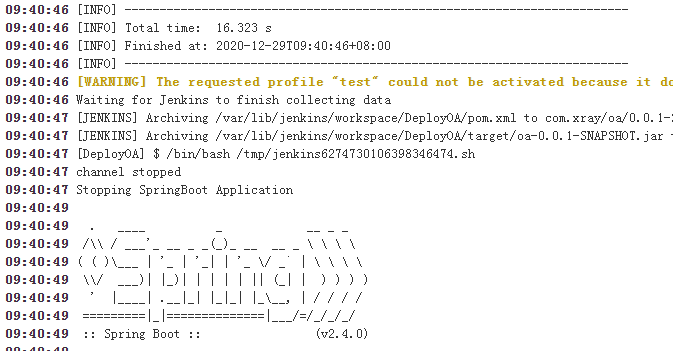 09:40:46 [INFO] ------------------------------------------------------------------------
09:40:46 [INFO] Total time:  16.323 s
09:40:46 [INFO] Finished at: 2020-12-29T09:40:46+08:00
09:40:46 [INFO] ------------------------------------------------------------------------
09:40:46 [WARNING] The requested profile "test" could not be activated because it do
09:40:46 Waiting for Jenkins to finish collecting data
09:40:47 [JENKINS] Archiving /var/lib/jenkins/workspace/DeployOA/pom.xml to com.xray/oa/0.0.1-
09:40:47 [JENKINS] Archiving /var/lib/jenkins/workspace/DeployOA/target/oa-0.0.1-SNAPSHOT.jar
09:40:47 [DeployOA] $ /bin/bash /tmp/jenkins6274730106398346474.sh
09:40:47 channel stopped
09:40:47 Stopping SpringBoot Application
09:40:49
09:40:49   .   ____          _            __ _ _
09:40:49  /\\ / ___'_ __ _ _(_)_ __  __ _ \ \ \ \
09:40:49 ( ( )\___ | '_ | '_| | '_ \/ _` | \ \ \ \
09:40:49  \\/  ___)| |_)| | | | | || (_| |  ) ) ) )
09:40:49   '  |____| .__|_| |_|_| |_\__, | / / / /
09:40:49  =========|_|==============|___/=/_/_/_/
09:40:49  :: Spring Boot ::                (v2.4.0)